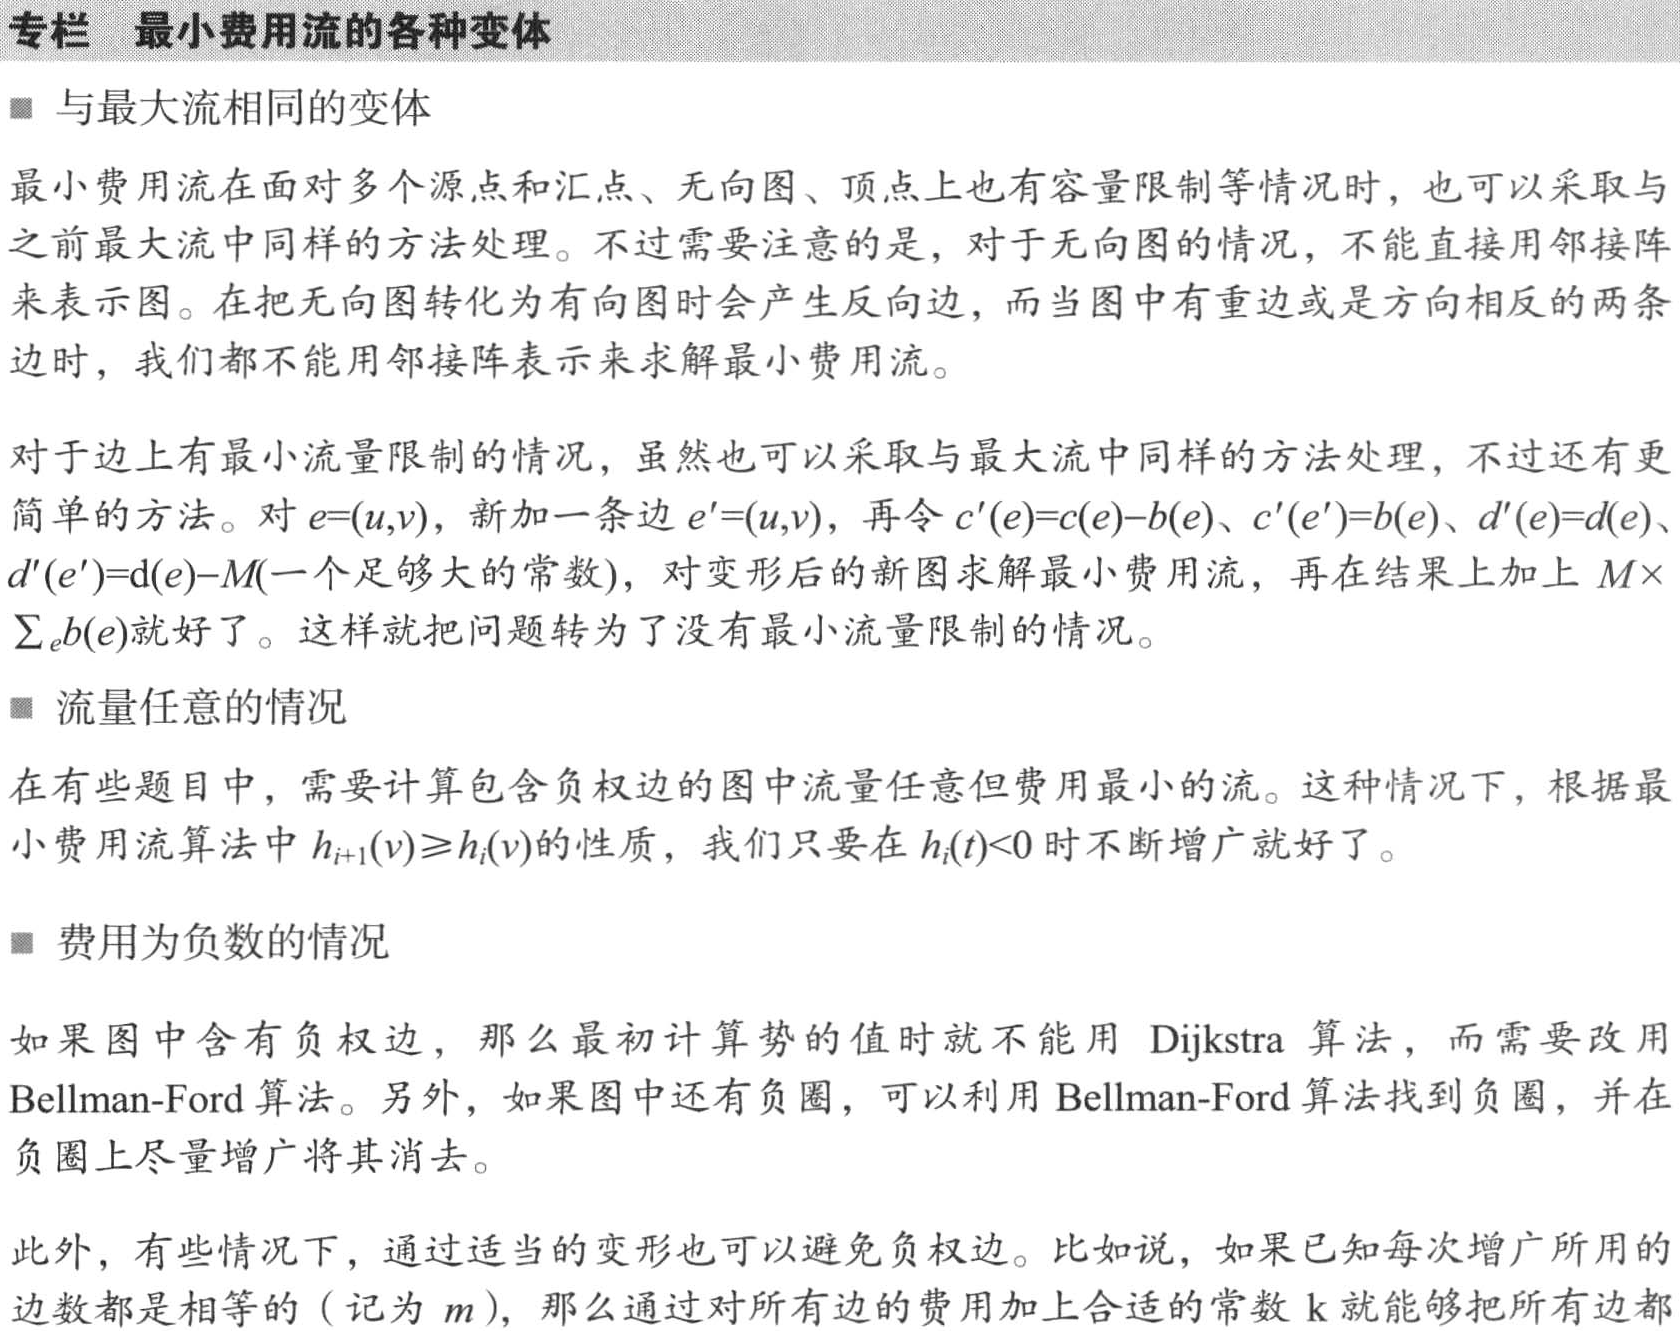 专栏 最小费用流的各种变体
■ 与最大流相同的变体
最小费用流在面对多个源点和汇点、无向图、顶点上也有容量限制等情况时，也可以采取与
之前最大流中同样的方法处理。不过需要注意的是，对于无向图的情况，不能直接用邻接阵
来表示图。在把无向图转化为有向图时会产生反向边，而当图中有重边或是方向相反的两条
边时，我们都不能用邻接阵表示来求解最小费用流。
对于边上有最小流量限制的情况，虽然也可以采取与最大流中同样的方法处理，不过还有更
简单的方法。对 e=(u,v)，新加一条边 e′=(u,v)，再令 c′(e)=c(e)–b(e)、c′(e′)=b(e)、d′(e)=d(e)、
d′(e′)=d(e)–M(一个足够大的常数)，对变形后的新图求解最小费用流，再在结果上加上 M×
∑ₑb(e)就好了。这样就把问题转为了没有最小流量限制的情况。
■ 流量任意的情况
在有些题目中，需要计算包含负权边的图中流量任意但费用最小的流。这种情况下，根据最
小费用流算法中 hᵢ₊₁(v)≥hᵢ(v)的性质，我们只要在 hᵢ(t)<0 时不断增广就好了。
■ 费用为负数的情况
如果图中含有负权边，那么最初计算势的值时就不能用 Dijkstra 算法，而需要改用
Bellman-Ford 算法。另外，如果图中还有负圈，可以利用 Bellman-Ford 算法找到负圈，并在
负圈上尽量增广将其消去。
此外，有些情况下，通过适当的变形也可以避免负权边。比如说，如果已知每次增广所用的
边数都是相等的（记为 m），那么通过对所有边的费用加上合适的常数 k 就能够把所有边都